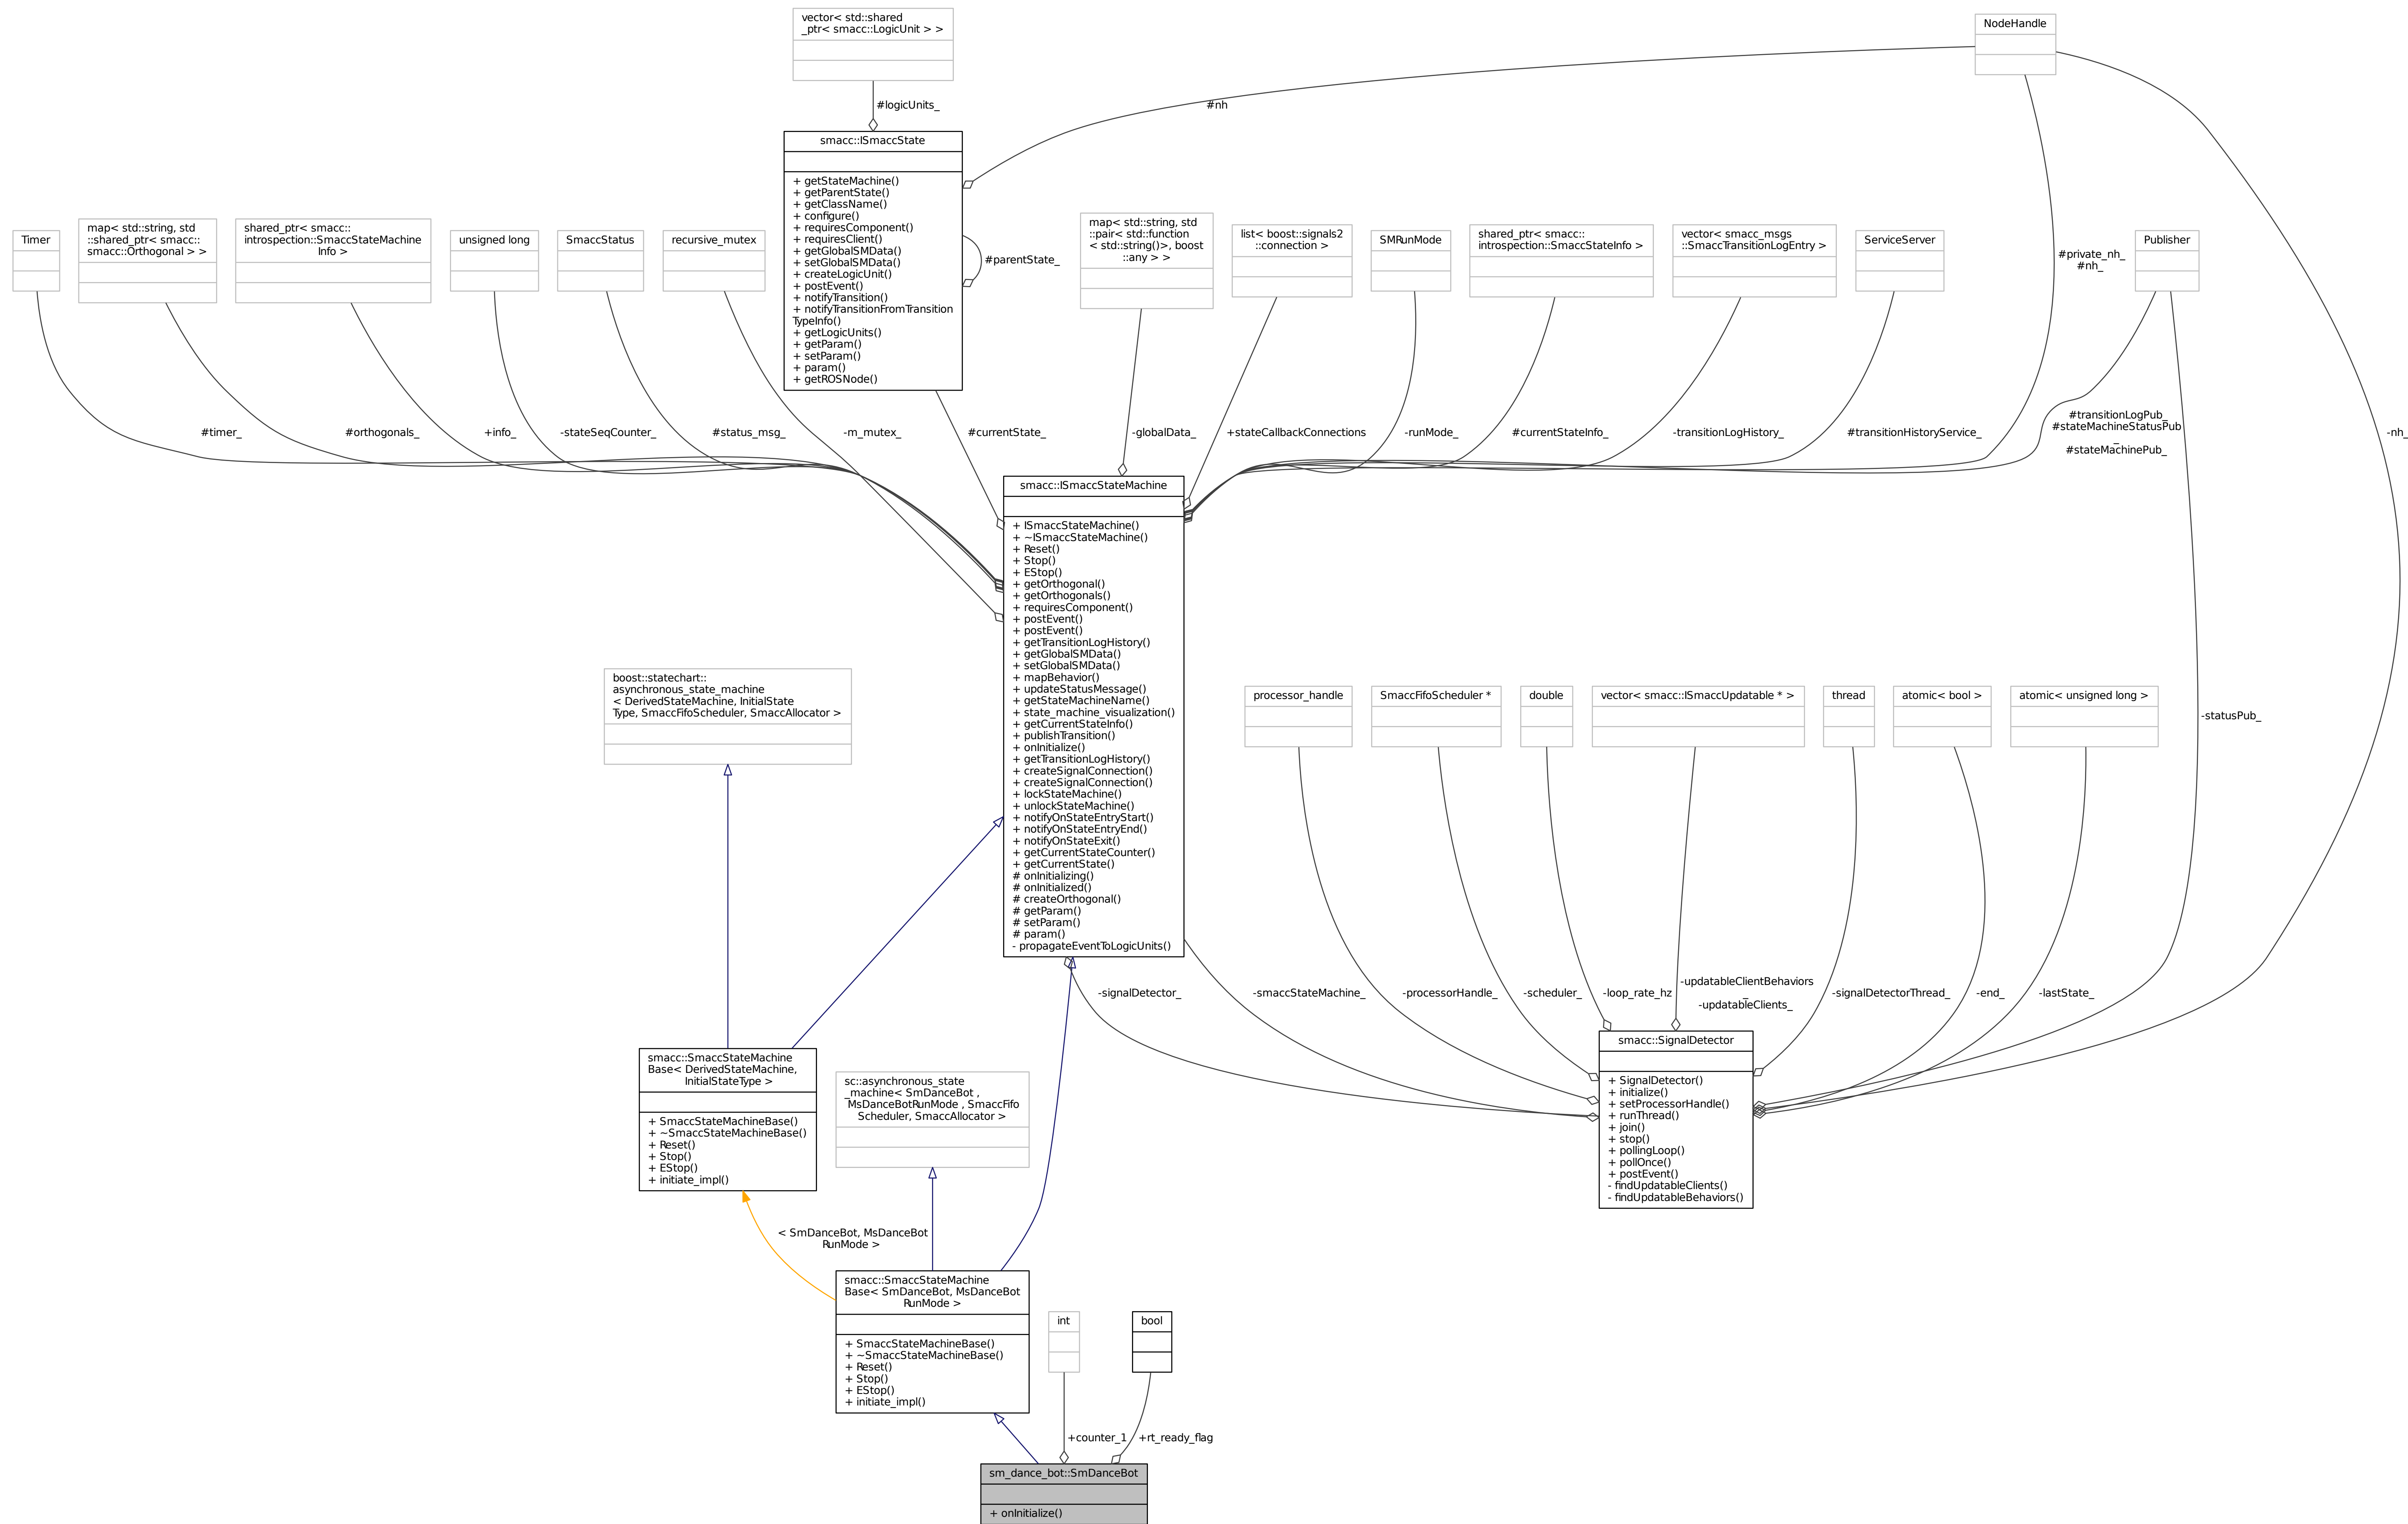 vector< std::shared
_ptr< smacc::LogicUnit > >
NodeHandle
#logicUnits_
#nh
smacc::ISmaccState
+ getStateMachine()
+ getParentState()
+ getClassName()
+ configure()
+ requiresComponent()
+ requiresClient()
+ getGlobalSMData()
+ setGlobalSMData()
+ createLogicUnit()
+ postEvent()
+ notifyTransition()
+ notifyTransitionFromTransition
TypeInfo()
+ getLogicUnits()
+ getParam()
+ setParam()
+ param()
+ getROSNode()
#parentState_
Timer
map< std::string, std
::shared_ptr< smacc::
smacc::Orthogonal > >
shared_ptr< smacc::
introspection::SmaccStateMachine
Info >
unsigned long
SmaccStatus
recursive_mutex
map< std::string, std
::pair< std::function
< std::string()>, boost
::any > >
list< boost::signals2
::connection >
SMRunMode
shared_ptr< smacc::
introspection::SmaccStateInfo >
vector< smacc_msgs
::SmaccTransitionLogEntry >
ServiceServer
#private_nh_
#nh_
Publisher
#timer_
#orthogonals_
+info_
-stateSeqCounter_
#status_msg_
-m_mutex_
#currentState_
-globalData_
+stateCallbackConnections
-runMode_
#currentStateInfo_
-transitionLogHistory_
#transitionHistoryService_
#transitionLogPub_
#stateMachineStatusPub
_
#stateMachinePub_
-nh_
smacc::ISmaccStateMachine
+ ISmaccStateMachine()
+ ~ISmaccStateMachine()
+ Reset()
+ Stop()
+ EStop()
+ getOrthogonal()
+ getOrthogonals()
+ requiresComponent()
+ postEvent()
+ postEvent()
+ getTransitionLogHistory()
+ getGlobalSMData()
+ setGlobalSMData()
+ mapBehavior()
+ updateStatusMessage()
+ getStateMachineName()
+ state_machine_visualization()
+ getCurrentStateInfo()
+ publishTransition()
+ onInitialize()
+ getTransitionLogHistory()
+ createSignalConnection()
+ createSignalConnection()
+ lockStateMachine()
+ unlockStateMachine()
+ notifyOnStateEntryStart()
+ notifyOnStateEntryEnd()
+ notifyOnStateExit()
+ getCurrentStateCounter()
+ getCurrentState()
# onInitializing()
# onInitialized()
# createOrthogonal()
# getParam()
# setParam()
# param()
- propagateEventToLogicUnits()
boost::statechart::
asynchronous_state_machine
< DerivedStateMachine, InitialState
Type, SmaccFifoScheduler, SmaccAllocator >
processor_handle
SmaccFifoScheduler *
double
vector< smacc::ISmaccUpdatable * >
thread
atomic< bool >
atomic< unsigned long >
-statusPub_
-signalDetector_
-smaccStateMachine_
-processorHandle_
-scheduler_
-loop_rate_hz
-updatableClientBehaviors
_
-updatableClients_
-signalDetectorThread_
-end_
-lastState_
smacc::SignalDetector
+ SignalDetector()
+ initialize()
+ setProcessorHandle()
+ runThread()
+ join()
+ stop()
+ pollingLoop()
+ pollOnce()
+ postEvent()
- findUpdatableClients()
- findUpdatableBehaviors()
smacc::SmaccStateMachine
Base< DerivedStateMachine,
InitialStateType >
+ SmaccStateMachineBase()
+ ~SmaccStateMachineBase()
+ Reset()
+ Stop()
+ EStop()
+ initiate_impl()
sc::asynchronous_state
_machine< SmDanceBot ,
MsDanceBotRunMode , SmaccFifo
Scheduler, SmaccAllocator >
< SmDanceBot, MsDanceBot
RunMode >
smacc::SmaccStateMachine
Base< SmDanceBot, MsDanceBot
RunMode >
+ SmaccStateMachineBase()
+ ~SmaccStateMachineBase()
+ Reset()
+ Stop()
+ EStop()
+ initiate_impl()
int
bool
+counter_1
+rt_ready_flag
sm_dance_bot::SmDanceBot
+ onInitialize()